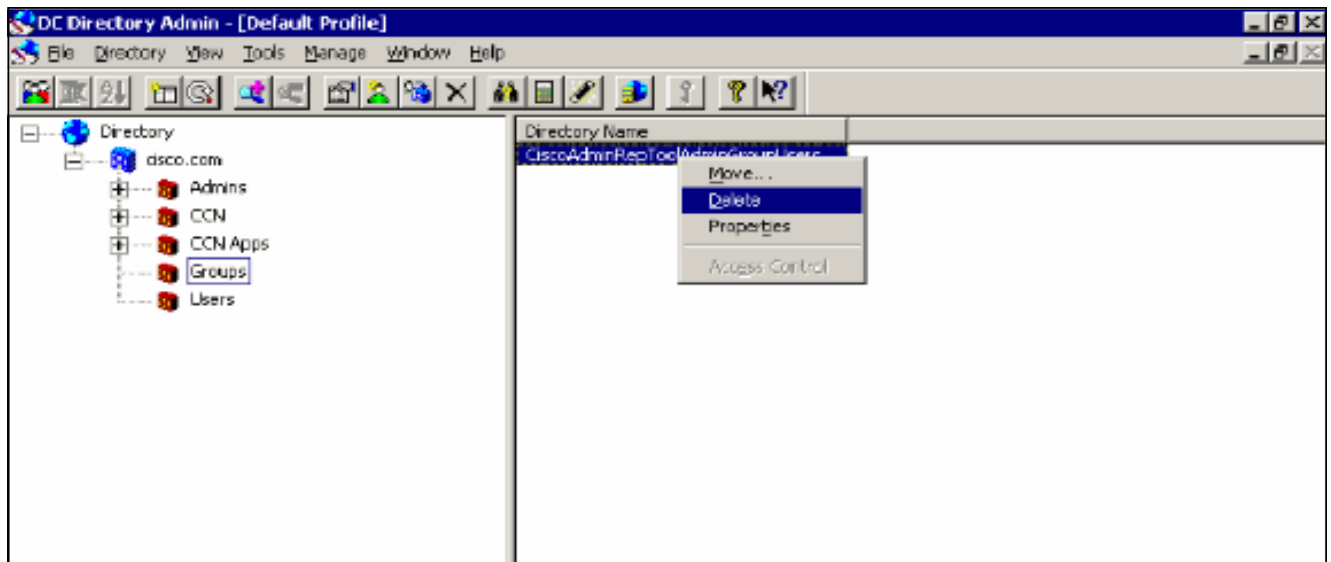 DC Directory Admin - [Default Profile]
File Directory View Tools Manage Window Help
Directory
cisco.com
Admins
CCN
CCN Apps
Groups
Users
Directory Name
CiscoAdminRepToolAdminGroupUsers
Move...
Delete
Properties
Access Control